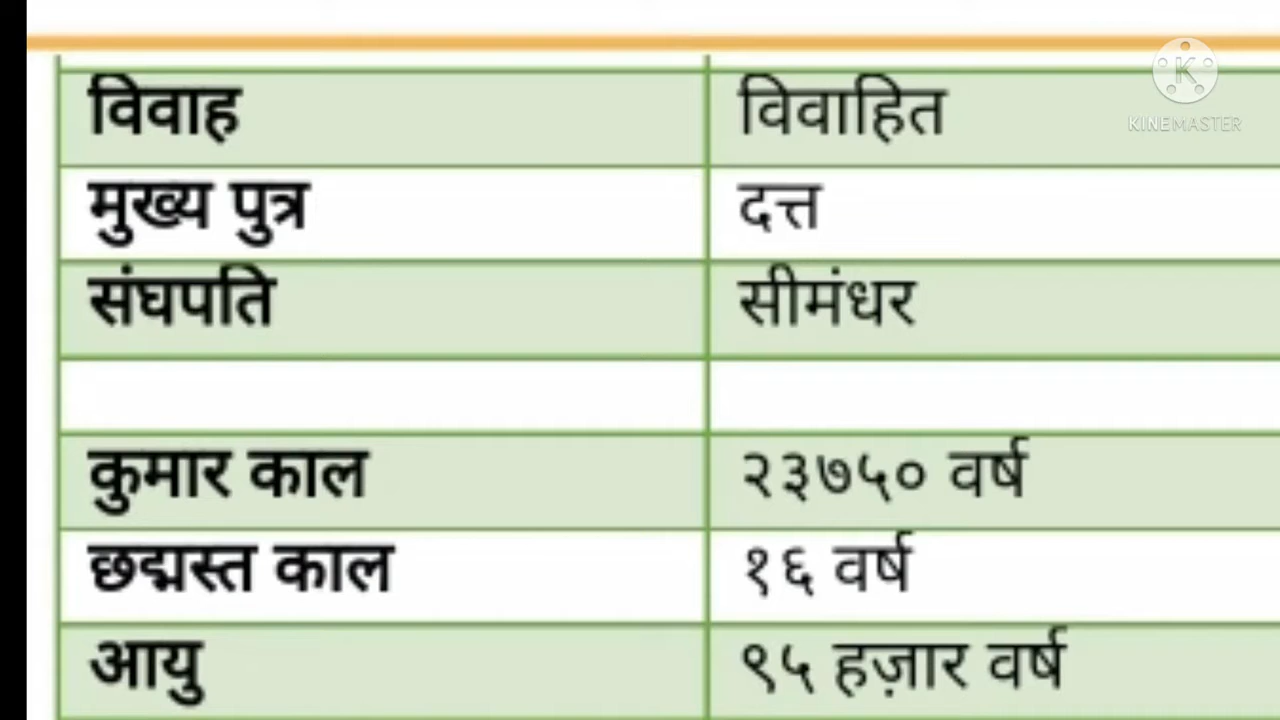 KINEMASTER
विवाह विवाहित
मुख्य पुत्र दत्त
संघपति सीमंधर
कुमार काल २३७५० वर्ष
छद्मस्त काल १६ वर्ष
आयु ९५ हज़ार वर्ष